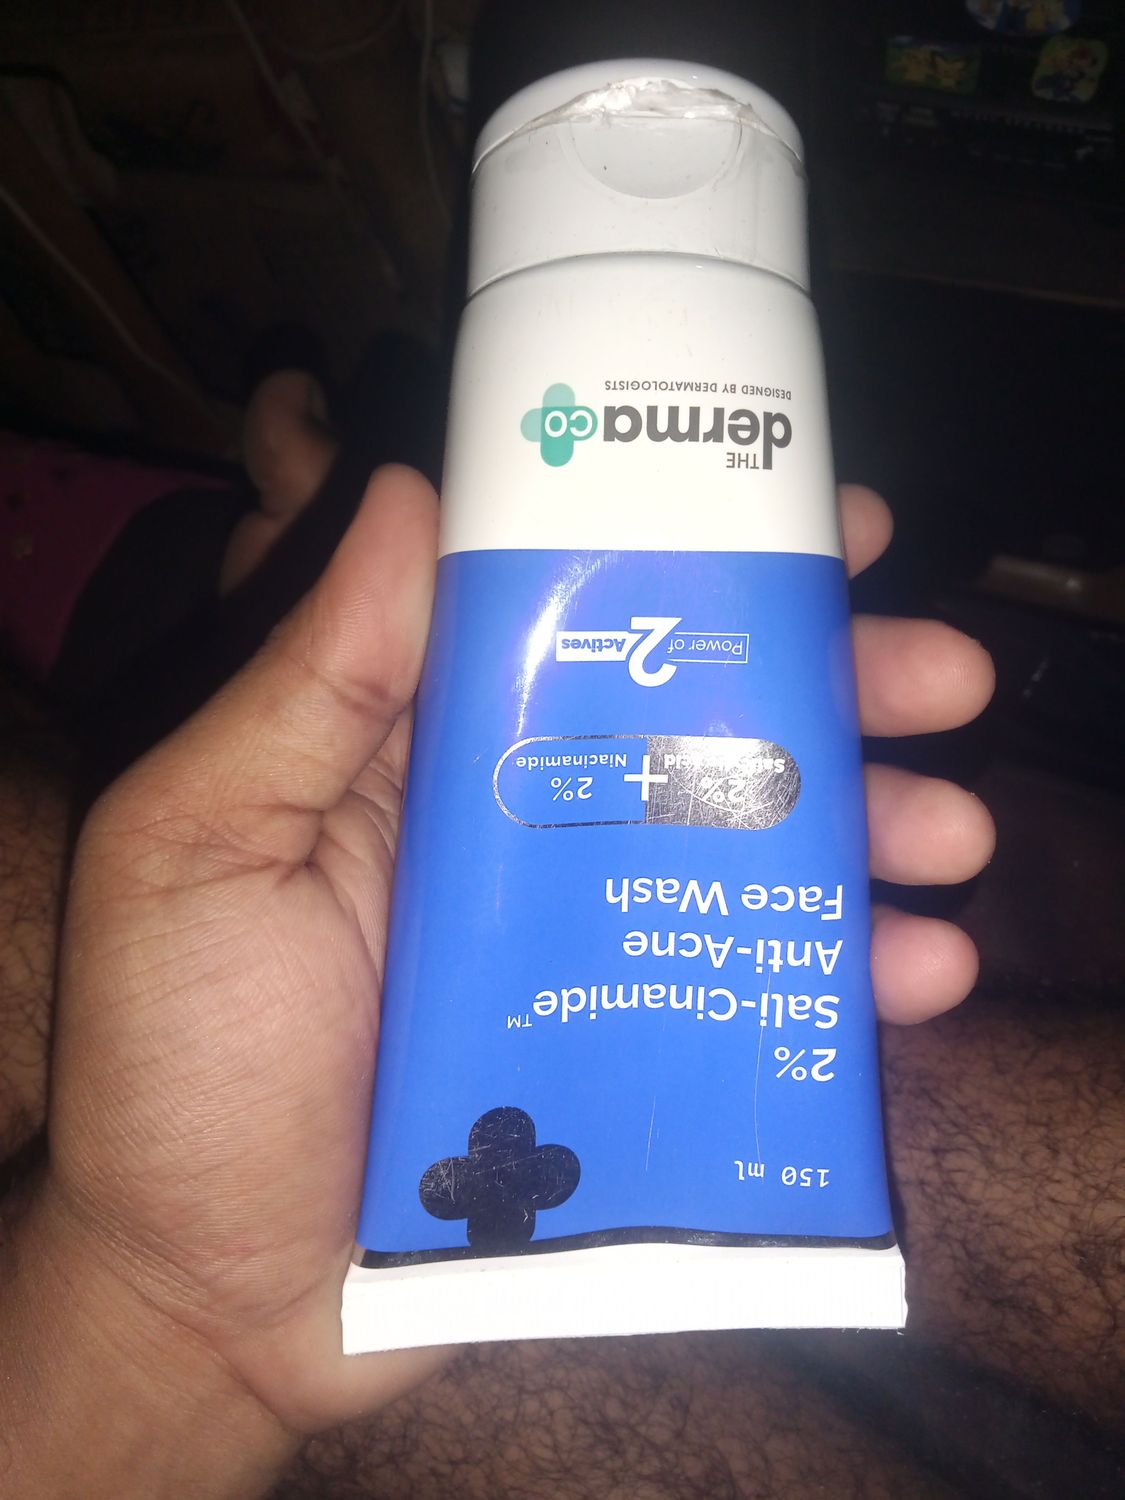 150 ml
2%
Sali-Cinamide™
Anti-Acne
Face Wash
2% + 2%
Niacinamide
Power of 2 Actives
THE
derma co
DESIGNED BY DERMATOLOGISTS